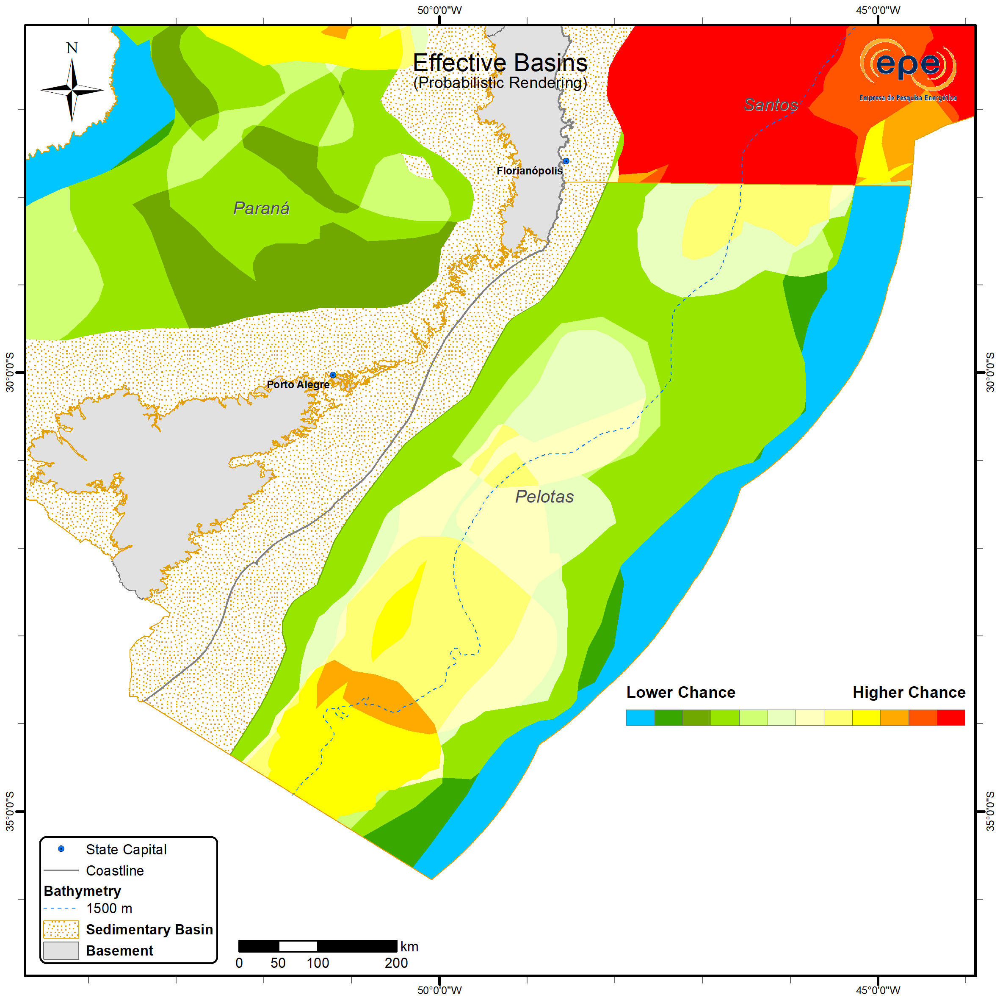 50°0'0"W
45°0'0"W
N
Effective Basins
(Probabilistic Rendering)
epe
Empresa de Pesquisa Energética
Santos
Florianópolis
Paraná
30°0'0"S
30°0'0"S
Porto Alegre
Pelotas
Lower Chance
Higher Chance
35°0'0"S
35°0'0"S
State Capital
Coastline
Bathymetry
1500 m
Sedimentary Basin
Basement
km
0 50 100 200
50°0'0"W
45°0'0"W